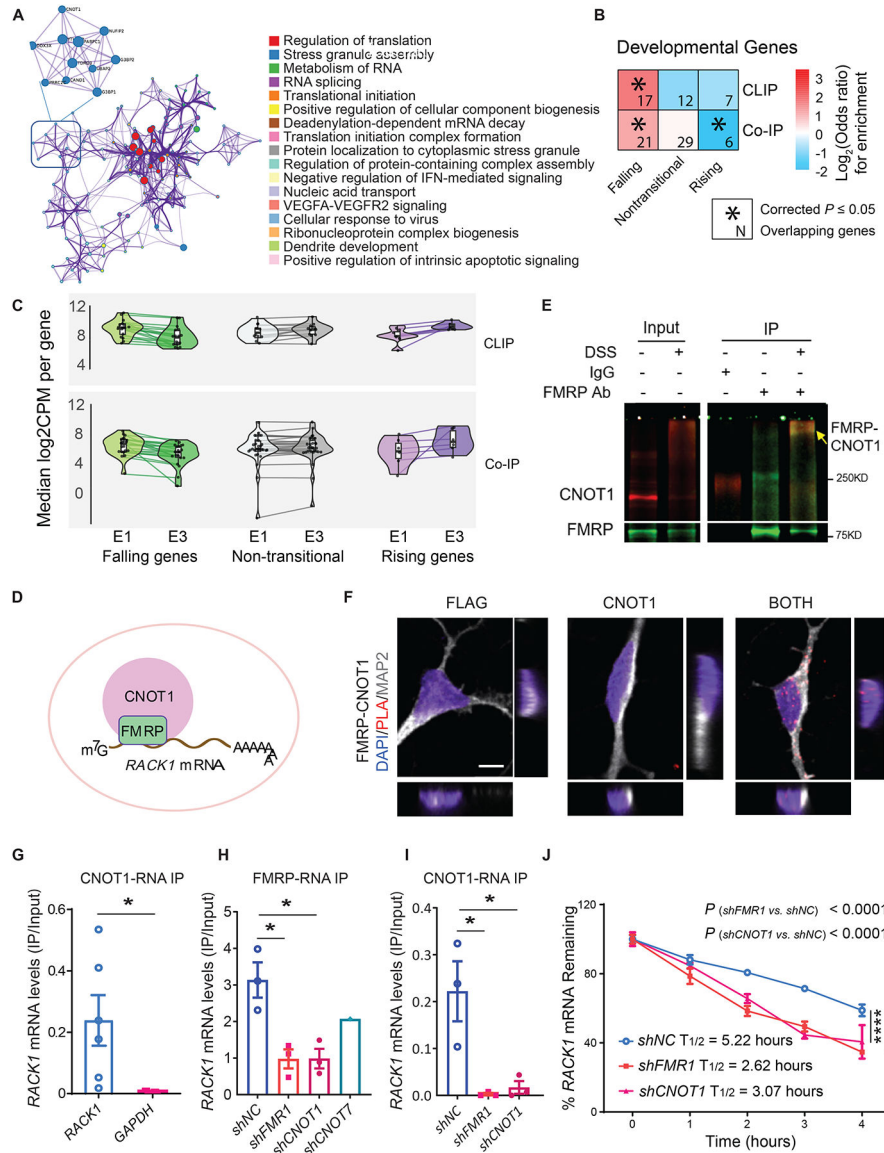 A
CNOT1
NUFIP2
DDX3X
G3BP2
CAND1
G3BP1
Regulation of translation
Stress granule assembly
Metabolism of RNA
RNA splicing
Translational initiation
Positive regulation of cellular component biogenesis
Deadenylation-dependent mRNA decay
Translation initiation complex formation
Protein localization to cytoplasmic stress granule
Regulation of protein-containing complex assembly
Negative regulation of IFN-mediated signaling
Nucleic acid transport
VEGFA-VEGFR2 signaling
Cellular response to virus
Ribonucleoprotein complex biogenesis
Dendrite development
Positive regulation of intrinsic apoptotic signaling
B
Developmental Genes
* 17 12 7 CLIP
* 21 29 * 6 Co-IP
Falling
Nontransitional
Rising
3
2
1
0
-1
-2
Log2(Odds ratio)
for enrichment
* Corrected P ≤ 0.05
N Overlapping genes
C
Median log2CPM per gene
12
8
4
CLIP
12
8
4
0
Co-IP
E1 E3 E1 E3 E1 E3
Falling genes Non-transitional Rising genes
E
Input IP
DSS - + - - +
IgG + - -
FMRP Ab - - - + +
FMRP-
CNOT1
250KD
CNOT1
FMRP
75KD
D
CNOT1
FMRP
m7G
AAAAAAA
RACK1 mRNA
F
FLAG CNOT1 BOTH
FMRP-CNOT1
DAPI/PLA/MAP2
G
CNOT1-RNA IP
RACK1 mRNA levels (IP/Input)
0.6
0.4
0.2
0
*
RACK1
GAPDH
H
FMRP-RNA IP
RACK1 mRNA levels (IP/Input)
5
4
3
2
1
0
*
*
shNC
shFMR1
shCNOT1
shCNOT7
I
CNOT1-RNA IP
RACK1 mRNA levels (IP/Input)
0.4
0.3
0.2
0.1
0.0
*
*
shNC
shFMR1
shCNOT1
J
% RACK1 mRNA Remaining
120
80
40
0
P (shFMR1 vs. shNC) < 0.0001
P (shCNOT1 vs. shNC) < 0.0001
****
shNC T1/2 = 5.22 hours
shFMR1 T1/2 = 2.62 hours
shCNOT1 T1/2 = 3.07 hours
0 1 2 3 4
Time (hours)